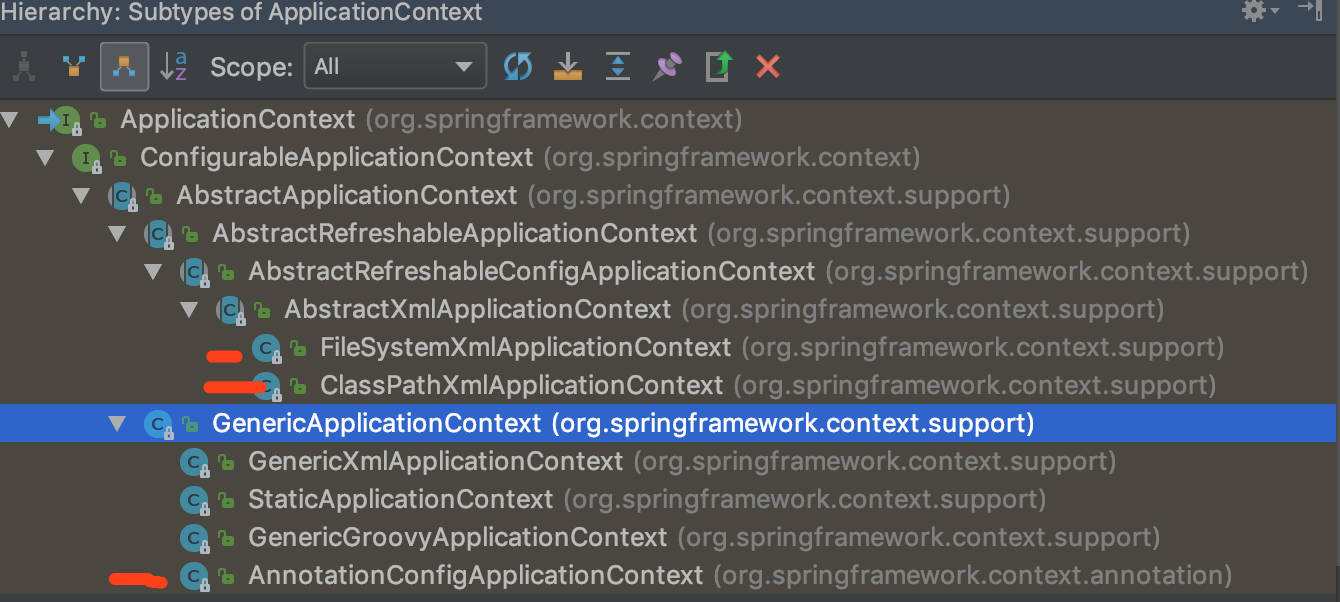 Hierarchy: Subtypes of ApplicationContext
Scope: All
ApplicationContext (org.springframework.context)
ConfigurableApplicationContext (org.springframework.context)
AbstractApplicationContext (org.springframework.context.support)
AbstractRefreshableApplicationContext (org.springframework.context.support)
AbstractRefreshableConfigApplicationContext (org.springframework.context.support)
AbstractXmlApplicationContext (org.springframework.context.support)
FileSystemXmlApplicationContext (org.springframework.context.support)
ClassPathXmlApplicationContext (org.springframework.context.support)
GenericApplicationContext (org.springframework.context.support)
GenericXmlApplicationContext (org.springframework.context.support)
StaticApplicationContext (org.springframework.context.support)
GenericGroovyApplicationContext (org.springframework.context.support)
AnnotationConfigApplicationContext (org.springframework.context.annotation)